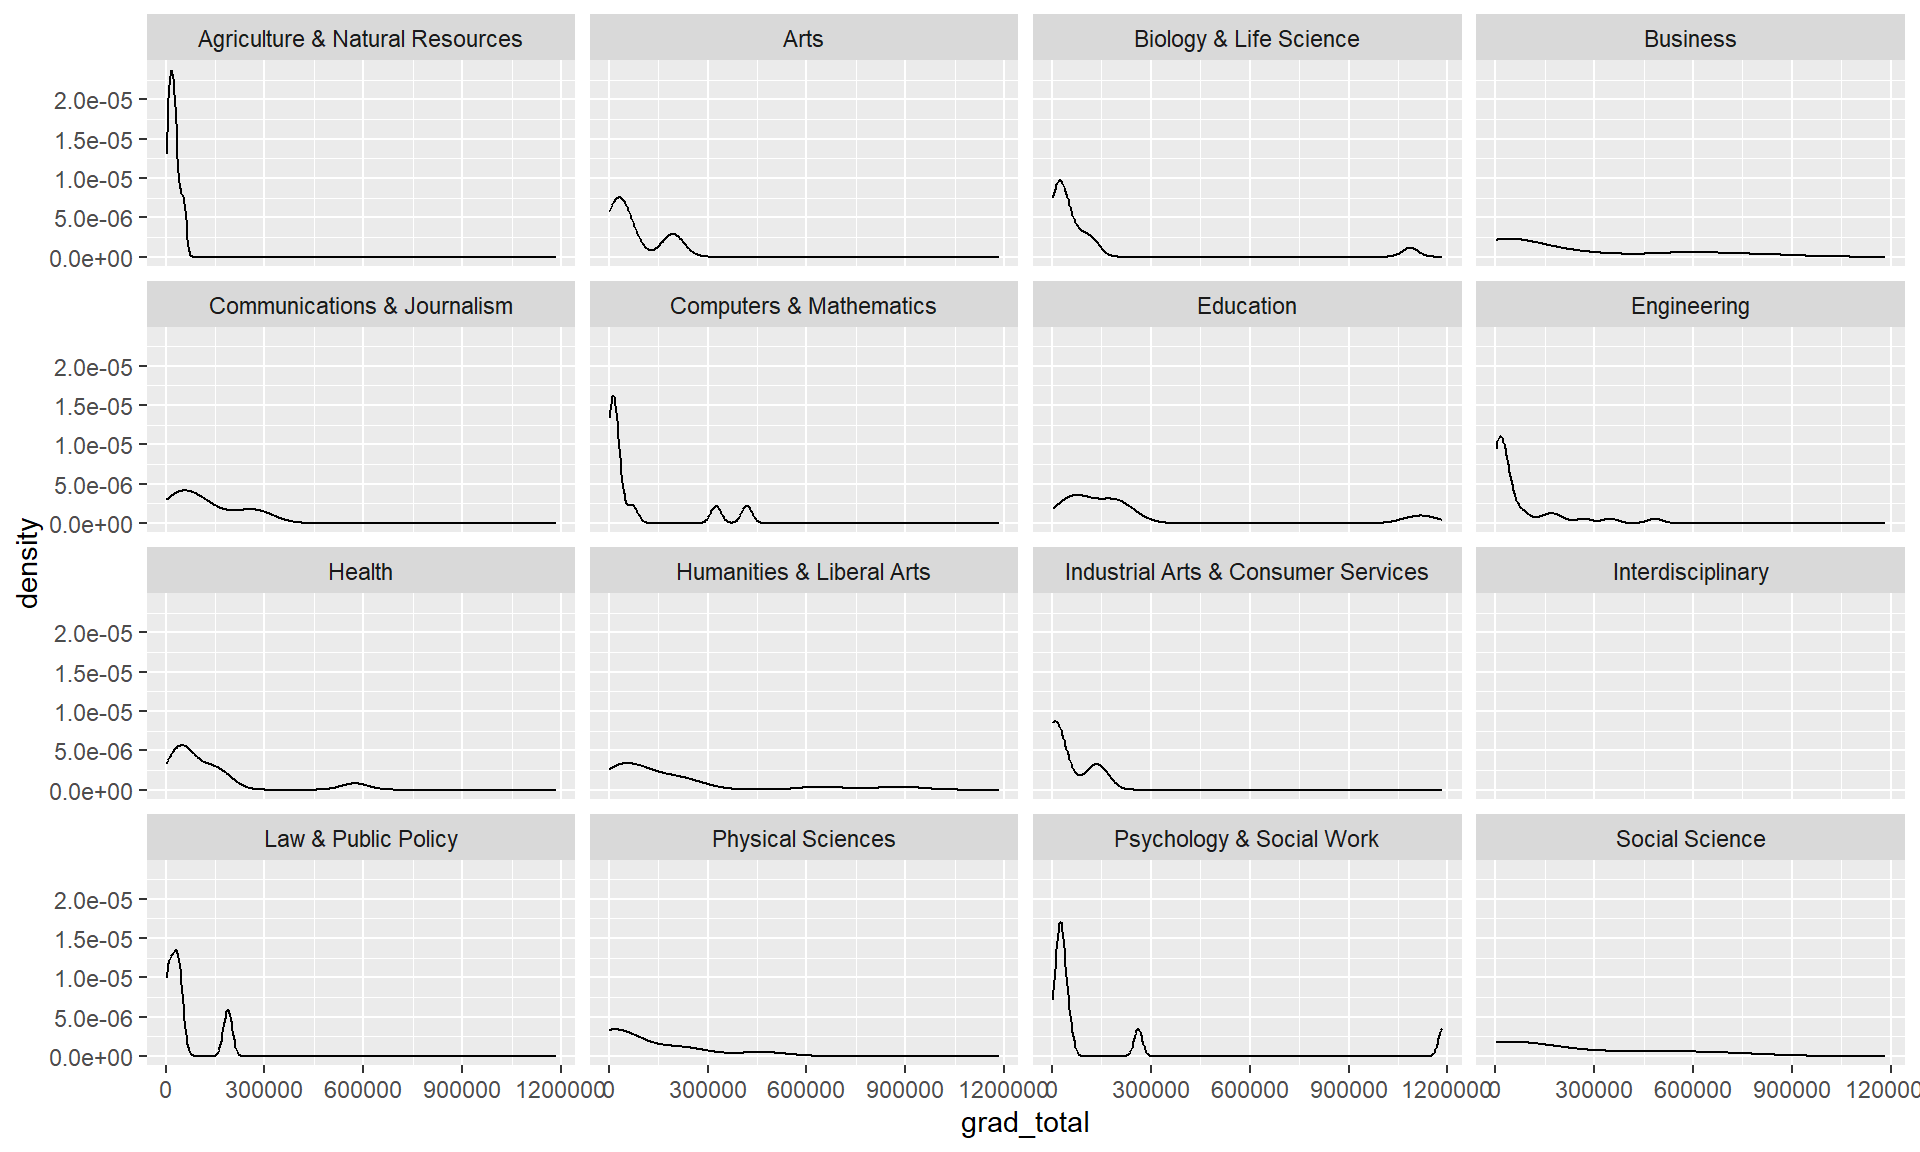 Agriculture & Natural Resources Arts Biology & Life Science Business
2.0e-05
1.5e-05
1.0e-05
5.0e-06
0.0e+00
Communications & Journalism Computers & Mathematics Education Engineering
2.0e-05
1.5e-05
1.0e-05
5.0e-06
0.0e+00
density
Health Humanities & Liberal Arts Industrial Arts & Consumer Services Interdisciplinary
2.0e-05
1.5e-05
1.0e-05
5.0e-06
0.0e+00
Law & Public Policy Physical Sciences Psychology & Social Work Social Science
2.0e-05
1.5e-05
1.0e-05
5.0e-06
0.0e+00
0 300000 600000 900000 1200000 0 300000 600000 900000 1200000 0 300000 600000 900000 1200000 0 300000 600000 900000 120000
grad_total